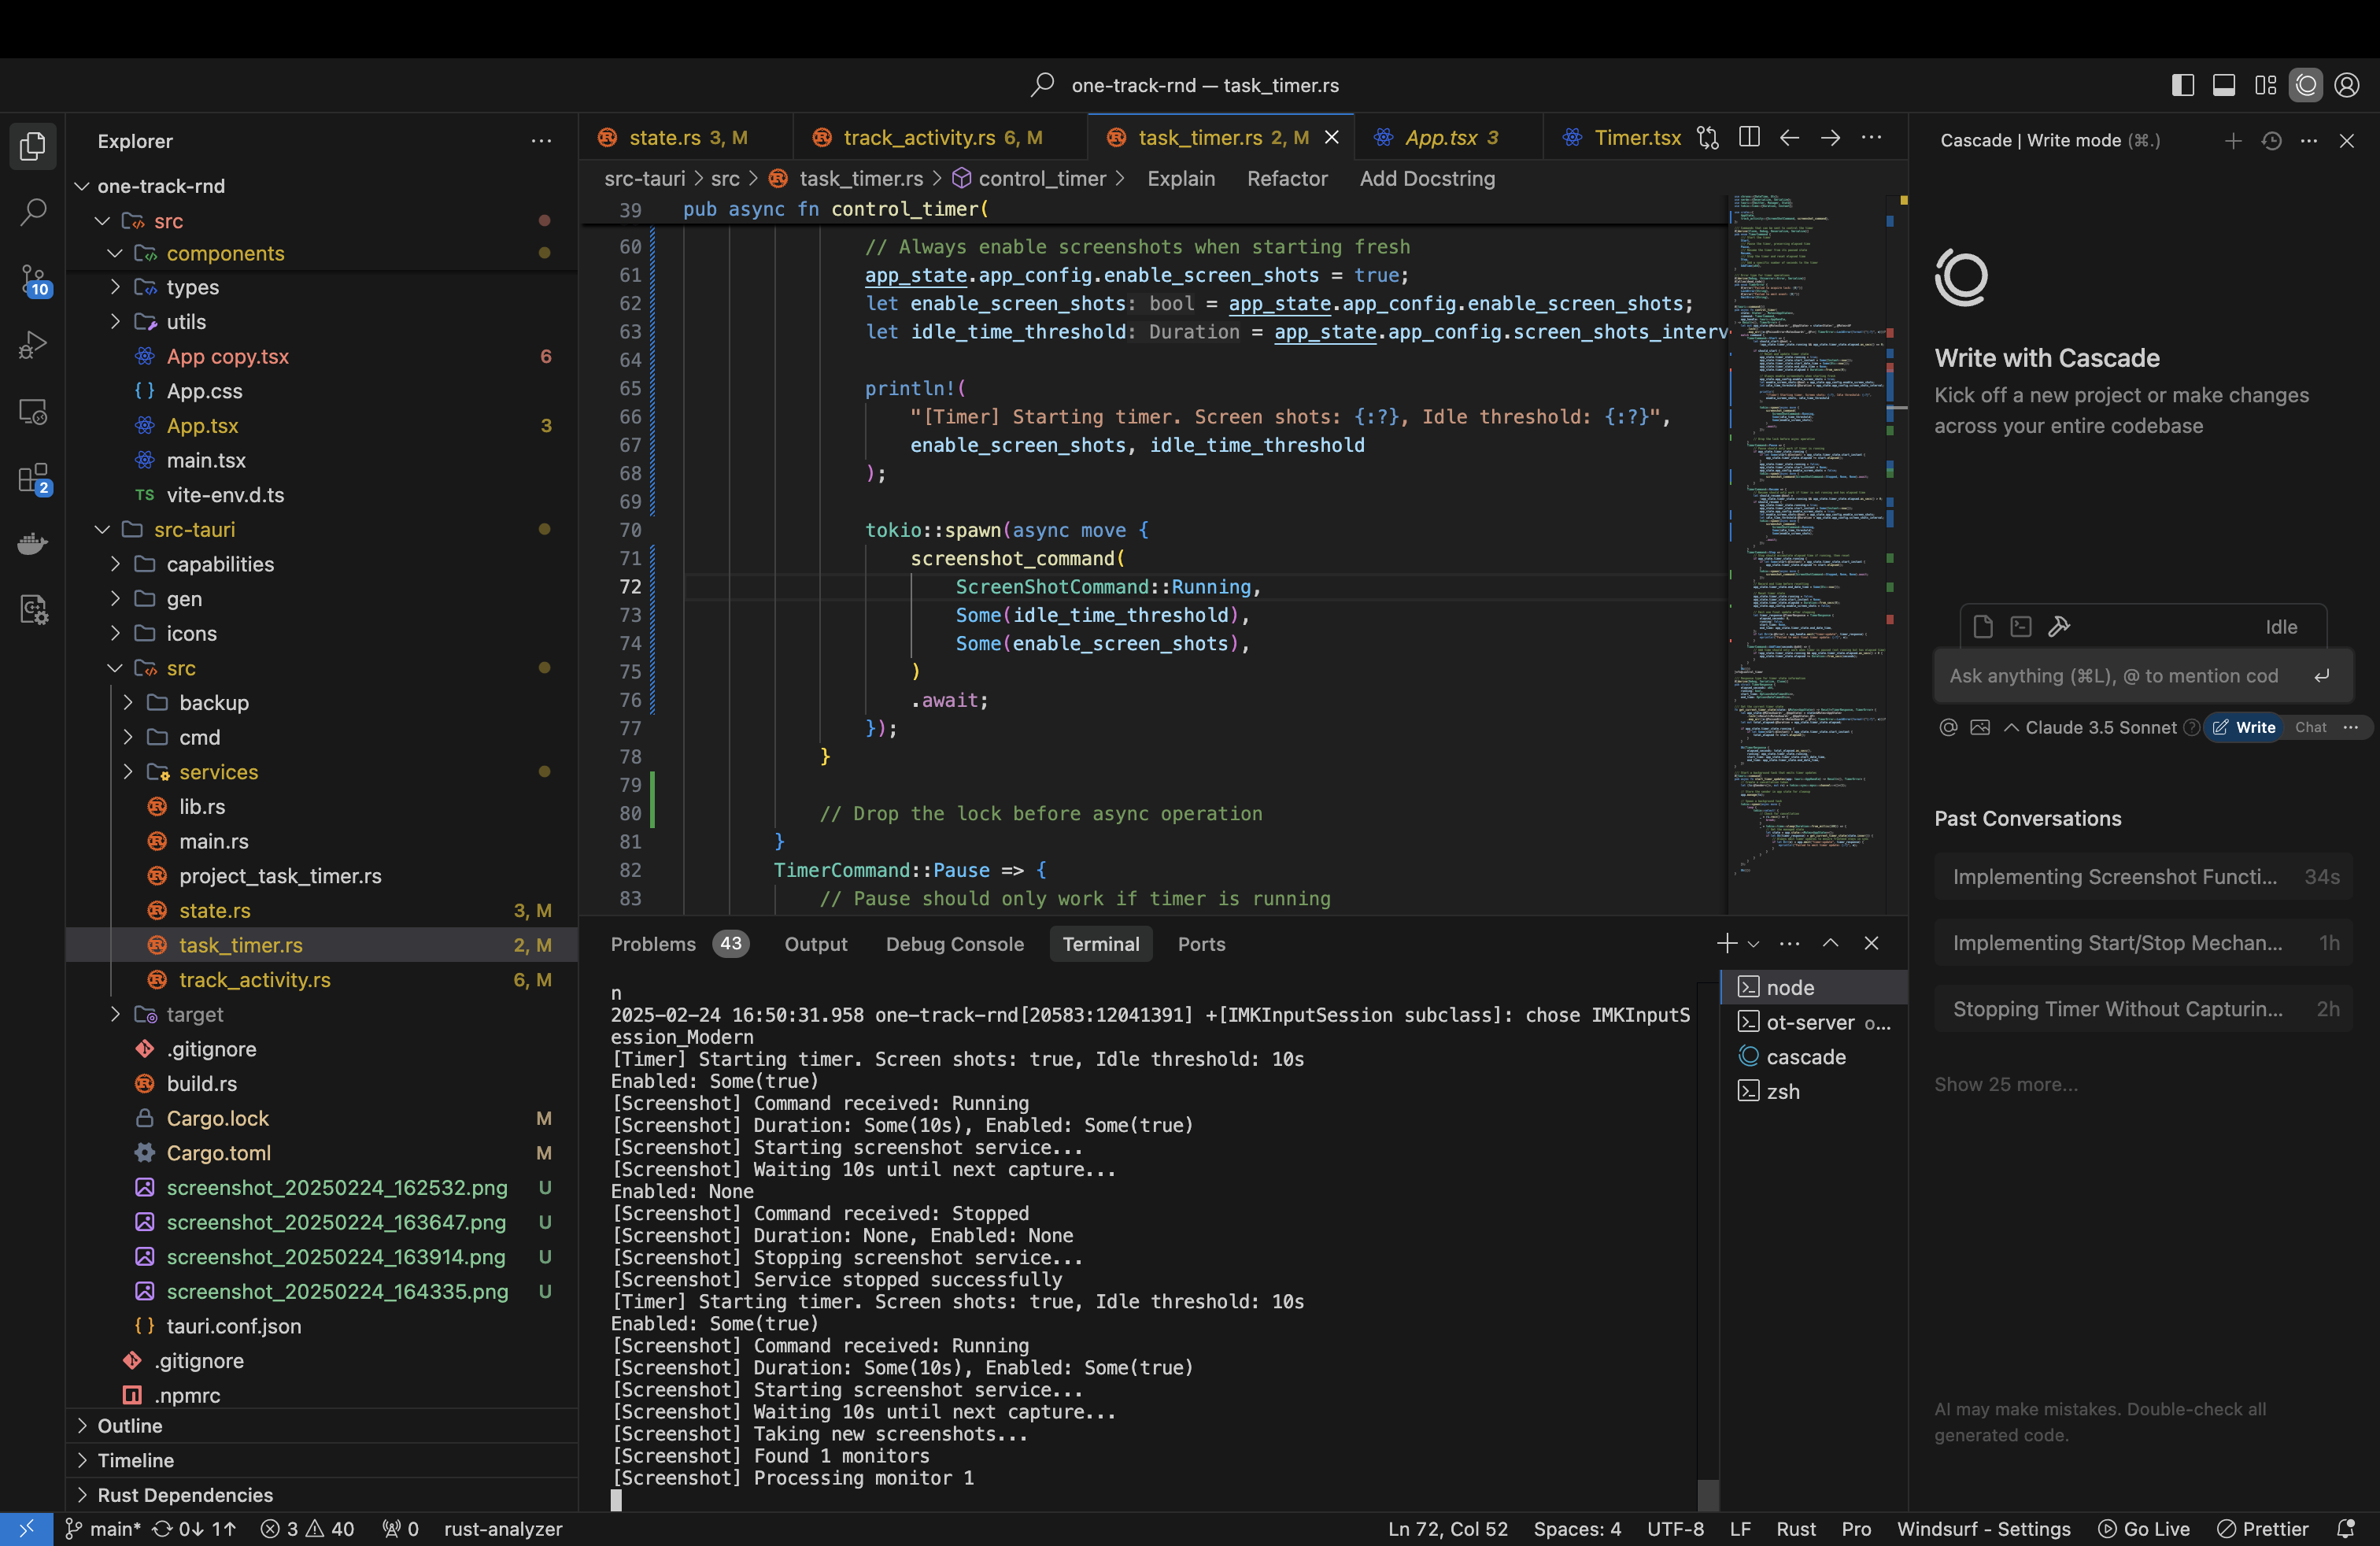 one-track-rnd — task_timer.rs
Explorer
one-track-rnd
src
components
types
utils
App copy.tsx 6
App.css
App.tsx 3
main.tsx
TS vite-env.d.ts
src-tauri
capabilities
gen
icons
src
backup
cmd
services
lib.rs
main.rs
project_task_timer.rs
state.rs 3, M
task_timer.rs 2, M
track_activity.rs 6, M
target
.gitignore
build.rs
Cargo.lock M
Cargo.toml M
screenshot_20250224_162532.png U
screenshot_20250224_163647.png U
screenshot_20250224_163914.png U
screenshot_20250224_164335.png U
tauri.conf.json
.gitignore
.npmrc
Outline
Timeline
Rust Dependencies
10
2
state.rs 3, M track_activity.rs 6, M task_timer.rs 2, M App.tsx 3 Timer.tsx
src-tauri > src > task_timer.rs > control_timer > Explain Refactor Add Docstring
39 pub async fn control_timer(
60 // Always enable screenshots when starting fresh
61 app_state.app_config.enable_screen_shots = true;
62 let enable_screen_shots: bool = app_state.app_config.enable_screen_shots;
63 let idle_time_threshold: Duration = app_state.app_config.screen_shots_interv
64
65 println!(
66 "[Timer] Starting timer. Screen shots: {:?}, Idle threshold: {:?}",
67 enable_screen_shots, idle_time_threshold
68 );
69
70 tokio::spawn(async move {
71 screenshot_command(
72 ScreenShotCommand::Running,
73 Some(idle_time_threshold),
74 Some(enable_screen_shots),
75 )
76 .await;
77 });
78 }
79
80 // Drop the lock before async operation
81 }
82 TimerCommand::Pause => {
83 // Pause should only work if timer is running
Problems 43 Output Debug Console Terminal Ports
n
2025-02-24 16:50:31.958 one-track-rnd[20583:12041391] +[IMKInputSession subclass]: chose IMKInputS
ession_Modern
[Timer] Starting timer. Screen shots: true, Idle threshold: 10s
Enabled: Some(true)
[Screenshot] Command received: Running
[Screenshot] Duration: Some(10s), Enabled: Some(true)
[Screenshot] Starting screenshot service...
[Screenshot] Waiting 10s until next capture...
Enabled: None
[Screenshot] Command received: Stopped
[Screenshot] Duration: None, Enabled: None
[Screenshot] Stopping screenshot service...
[Screenshot] Service stopped successfully
[Timer] Starting timer. Screen shots: true, Idle threshold: 10s
Enabled: Some(true)
[Screenshot] Command received: Running
[Screenshot] Duration: Some(10s), Enabled: Some(true)
[Screenshot] Starting screenshot service...
[Screenshot] Waiting 10s until next capture...
[Screenshot] Taking new screenshots...
[Screenshot] Found 1 monitors
[Screenshot] Processing monitor 1
node
ot-server o...
cascade
zsh
Cascade | Write mode (⌘.)
Write with Cascade
Kick off a new project or make changes
across your entire codebase
Idle
Ask anything (⌘L), @ to mention cod
Claude 3.5 Sonnet Write Chat
Past Conversations
Implementing Screenshot Functi... 34s
Implementing Start/Stop Mechan... 1h
Stopping Timer Without Capturin... 2h
Show 25 more...
AI may make mistakes. Double-check all
generated code.
main* 0↓ 1↑ 3 40 0 rust-analyzer Ln 72, Col 52 Spaces: 4 UTF-8 LF Rust Pro Windsurf - Settings Go Live Prettier